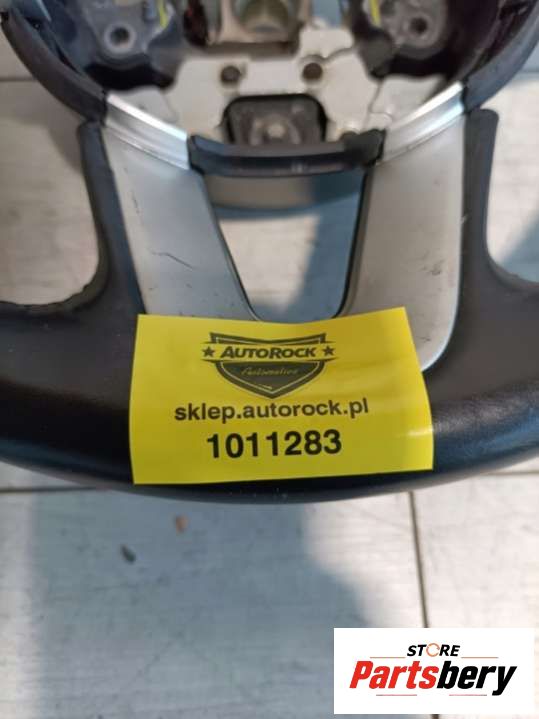 ★ AUTOROCK ★
Automotive
sklep.autorock.pl
1011283
STORE
Partsbery